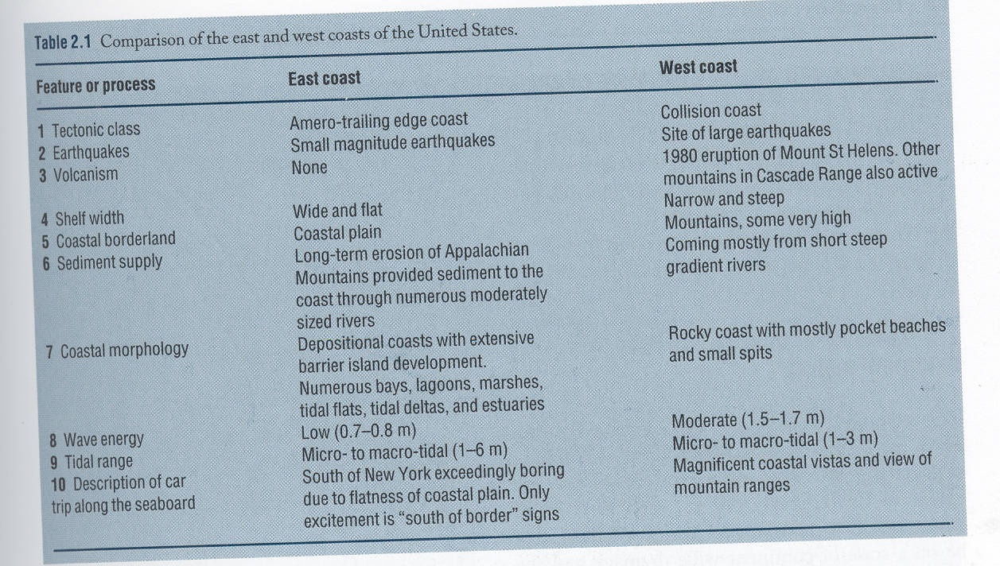 Table 2.1 Comparison of the east and west coasts of the United States.
Feature or process East coast West coast
1 Tectonic class Amero-trailing edge coast Collision coast
2 Earthquakes Small magnitude earthquakes Site of large earthquakes
3 Volcanism None 1980 eruption of Mount St Helens. Other
mountains in Cascade Range also active
4 Shelf width Wide and flat Narrow and steep
5 Coastal borderland Coastal plain Mountains, some very high
6 Sediment supply Long-term erosion of Appalachian Coming mostly from short steep
Mountains provided sediment to the gradient rivers
coast through numerous moderately
sized rivers
7 Coastal morphology Depositional coasts with extensive Rocky coast with mostly pocket beaches
barrier island development. and small spits
Numerous bays, lagoons, marshes,
tidal flats, tidal deltas, and estuaries
8 Wave energy Low (0.7–0.8 m) Moderate (1.5–1.7 m)
9 Tidal range Micro- to macro-tidal (1–6 m) Micro- to macro-tidal (1–3 m)
10 Description of car South of New York exceedingly boring Magnificent coastal vistas and view of
trip along the seaboard due to flatness of coastal plain. Only mountain ranges
excitement is “south of border” signs